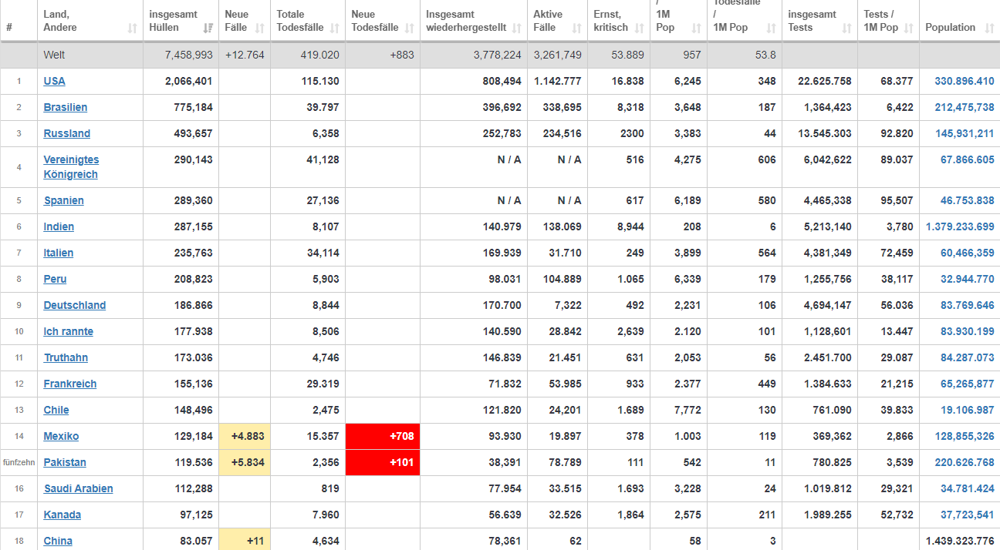 / Todesfälle
Land, insgesamt Neue Totale Neue Insgesamt Aktive Ernst, 1M / insgesamt Tests /
# Andere Hüllen Fälle Todesfälle Todesfälle wiederhergestellt Fälle kritisch Pop 1M Pop Tests 1M Pop Population
Welt 7,458,993 +12.764 419.020 +883 3,778,224 3,261,749 53.889 957 53.8
1 USA 2,066,401 115.130 808,494 1.142.777 16.838 6,245 348 22.625.758 68.377 330.896.410
2 Brasilien 775,184 39.797 396,692 338,695 8,318 3,648 187 1,364,423 6,422 212,475,738
3 Russland 493,657 6,358 252,783 234,516 2300 3,383 44 13.545.303 92.820 145,931,211
4 Vereinigtes Königreich 290,143 41,128 N / A N / A 516 4,275 606 6,042,622 89.037 67.866.605
5 Spanien 289,360 27,136 N / A N / A 617 6,189 580 4,465,338 95,507 46.753.838
6 Indien 287,155 8,107 140.979 138.069 8,944 208 6 5,213,140 3,780 1.379.233.699
7 Italien 235,763 34,114 169.939 31.710 249 3,899 564 4,381,349 72,459 60,466,359
8 Peru 208,823 5,903 98.031 104.889 1.065 6,339 179 1,255,756 38,117 32.944.770
9 Deutschland 186.866 8,844 170.700 7,322 492 2,231 106 4,694,147 56.036 83.769.646
10 Ich rannte 177.938 8,506 140.590 28.842 2,639 2.120 101 1,128,601 13.447 83.930.199
11 Truthahn 173.036 4,746 146.839 21.451 631 2,053 56 2.451.700 29.087 84.287.073
12 Frankreich 155,136 29.319 71.832 53.985 933 2.377 449 1.384.633 21,215 65,265,877
13 Chile 148,496 2,475 121.820 24,201 1.689 7,772 130 761.090 39.833 19.106.987
14 Mexiko 129,184 +4.883 15.357 +708 93.930 19.897 378 1.003 119 369,362 2,866 128,855,326
fünfzehn Pakistan 119.536 +5.834 2,356 +101 38,391 78.789 111 542 11 780.825 3,539 220.626.768
16 Saudi Arabien 112,288 819 77.954 33.515 1.693 3,228 24 1.019.812 29,321 34.781.424
17 Kanada 97,125 7.960 56.639 32.526 1,864 2,575 211 1.989.255 52,732 37,723,541
18 China 83.057 +11 4,634 78,361 62 58 3 1.439.323.776